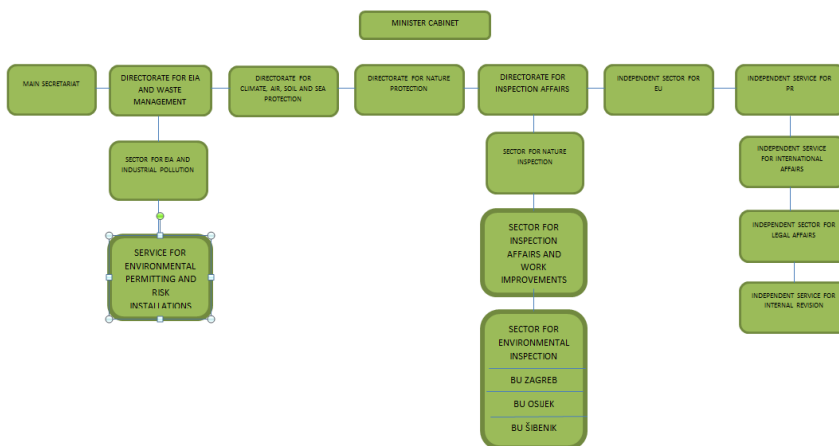 MINISTER CABINET
MAIN SECRETARIAT
DIRECTORATE FOR EIA
AND WASTE
MANAGEMENT
DIRECTORATE FOR
CLIMATE, AIR, SOIL AND SEA
PROTECTION
DIRECTORATE FOR NATURE
PROTECTION
DIRECTORATE FOR
INSPECTION AFFAIRS
INDEPENDENT SECTOR FOR
EU
INDEPENDENT SERVICE FOR
PR
SECTOR FOR EIA AND
INDUSTRIAL POLLUTION
SECTOR FOR NATURE
INSPECTION
INDEPENDENT SERVICE
FOR INTERNATIONAL
AFFAIRS
SERVICE FOR
ENVIRONMENTAL
PERMITTING AND
RISK
INSTALLATIONS
SECTOR FOR
INSPECTION
AFFAIRS AND
WORK
IMPROVEMENTS
INDEPENDENT SECTOR FOR
LEGAL AFFAIRS
INDEPENDENT SERVICE FOR
INTERNAL REVISION
SECTOR FOR
ENVIRONMENTAL
INSPECTION
BU ZAGREB
BU OSIJEK
BU ŠIBENIK